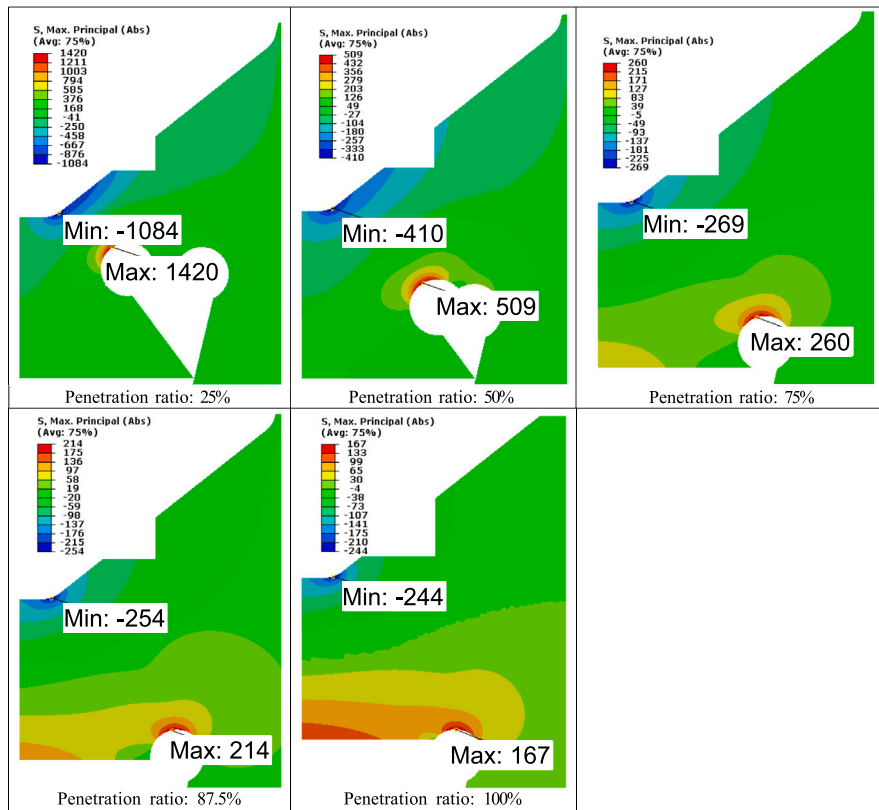 S, Max. Principal (Abs)
(Avg: 75%)
1420
1211
1003
794
585
376
168
-41
-250
-458
-667
-876
-1084
Min: -1084
Max: 1420
Penetration ratio: 25%
S, Max. Principal (Abs)
(Avg: 75%)
509
432
356
279
203
126
49
-27
-104
-180
-257
-333
-410
Min: -410
Max: 509
Penetration ratio: 50%
S, Max. Principal (Abs)
(Avg: 75%)
260
215
171
127
83
39
-5
-49
-93
-137
-181
-225
-269
Min: -269
Max: 260
Penetration ratio: 75%
S, Max. Principal (Abs)
(Avg: 75%)
214
175
136
97
58
19
-20
-59
-98
-137
-176
-215
-254
Min: -254
Max: 214
Penetration ratio: 87.5%
S, Max. Principal (Abs)
(Avg: 75%)
167
133
99
65
30
-4
-38
-73
-107
-141
-175
-210
-244
Min: -244
Max: 167
Penetration ratio: 100%